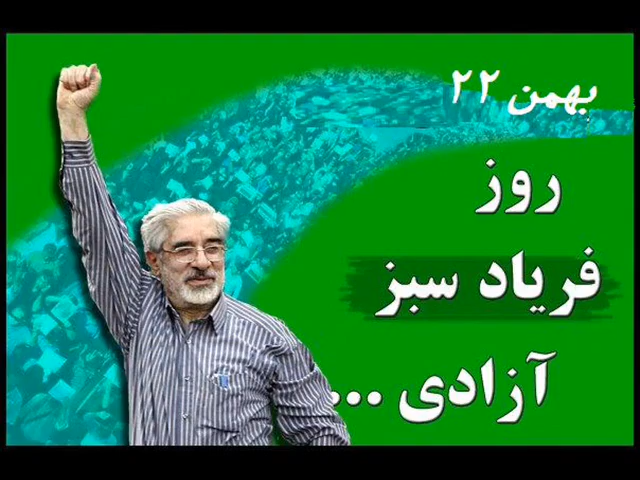 ۲۲ بهمن
روز
فریاد سبز
آزادی ...